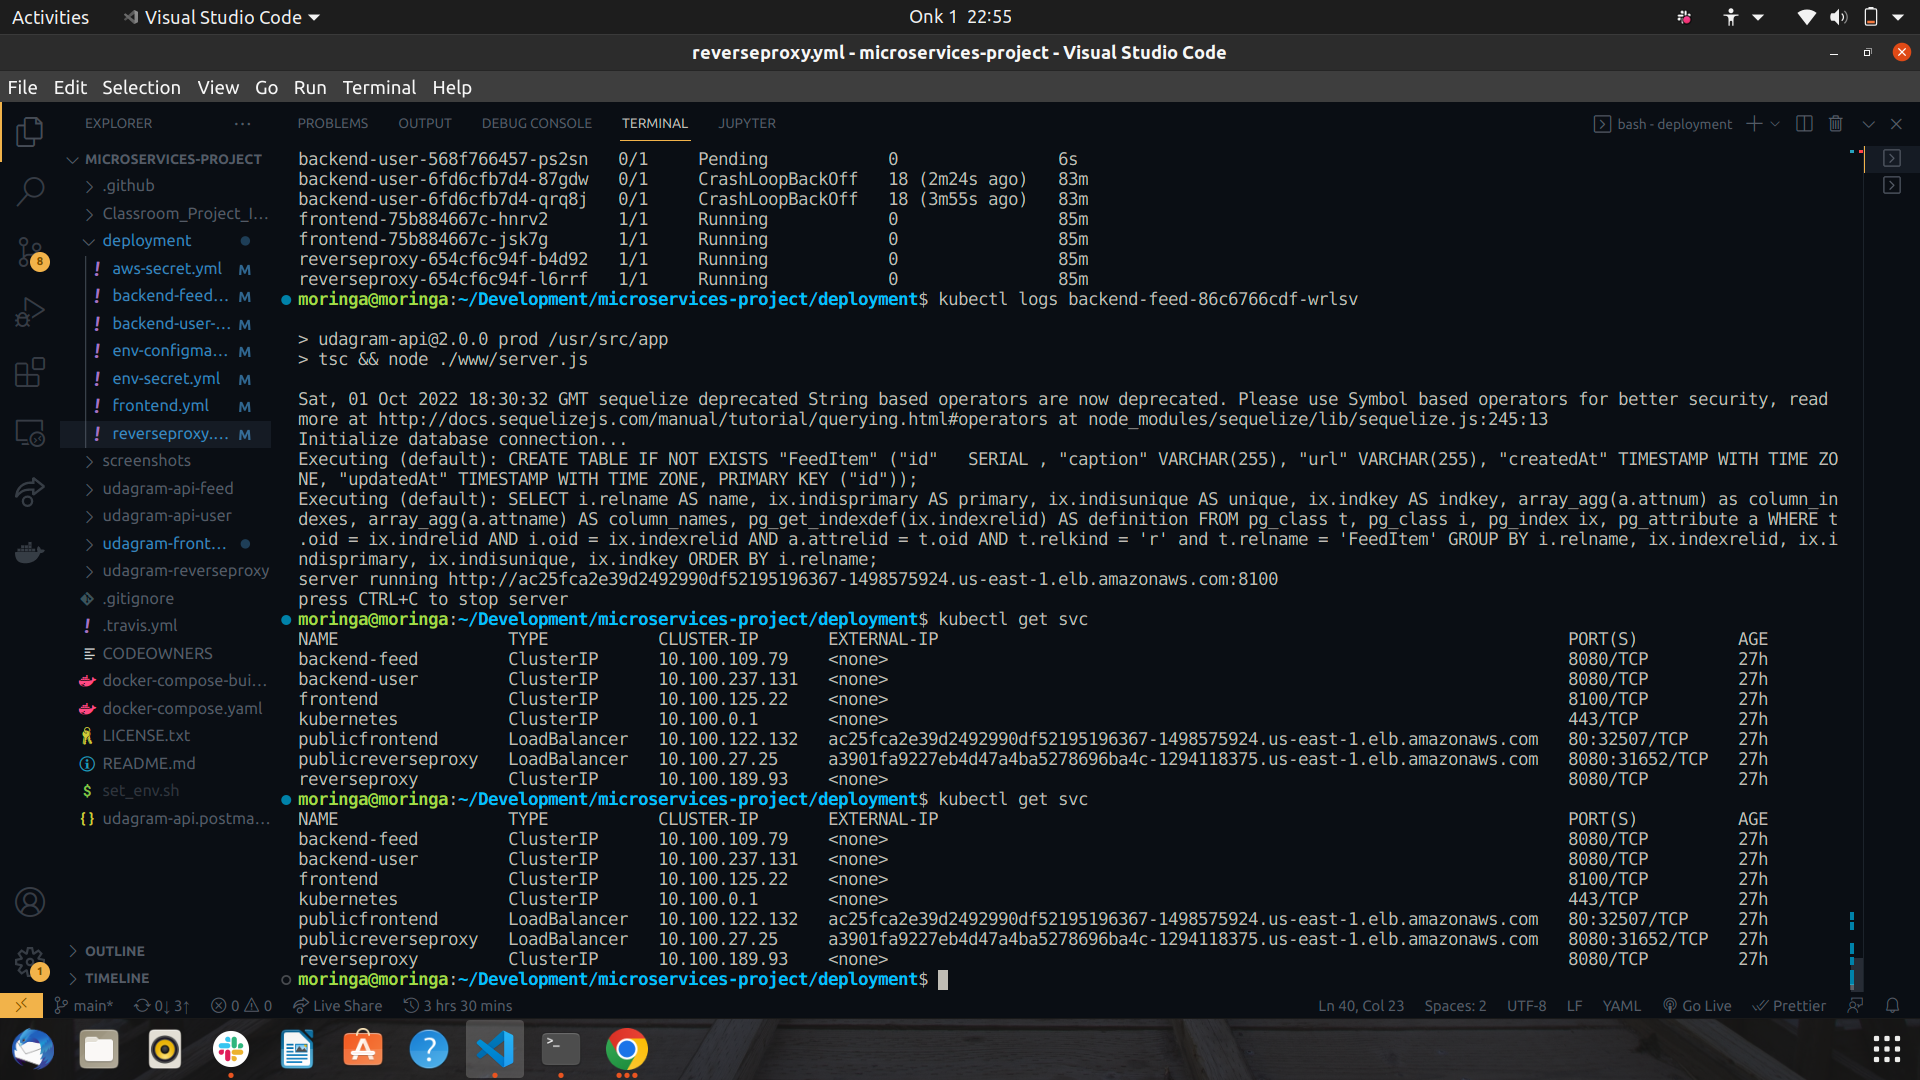 Activities
Visual Studio Code
Onk 1 22:55
reverseproxy.yml - microservices-project - Visual Studio Code
File Edit Selection View Go Run Terminal Help
EXPLORER
MICROSERVICES-PROJECT
.github
Classroom_Project_I...
deployment
aws-secret.yml M
backend-feed... M
backend-user-... M
env-configma... M
env-secret.yml M
frontend.yml M
reverseproxy.... M
screenshots
udagram-api-feed
udagram-api-user
udagram-front...
udagram-reverseproxy
.gitignore
.travis.yml
CODEOWNERS
docker-compose-bui...
docker-compose.yaml
LICENSE.txt
README.md
set_env.sh
udagram-api.postma...
OUTLINE
TIMELINE
8
1
PROBLEMS OUTPUT DEBUG CONSOLE TERMINAL JUPYTER
bash - deployment
backend-user-568f766457-ps2sn 0/1 Pending 0 6s
backend-user-6fd6cfb7d4-87gdw 0/1 CrashLoopBackOff 18 (2m24s ago) 83m
backend-user-6fd6cfb7d4-qrq8j 0/1 CrashLoopBackOff 18 (3m55s ago) 83m
frontend-75b884667c-hnrv2 1/1 Running 0 85m
frontend-75b884667c-jsk7g 1/1 Running 0 85m
reverseproxy-654cf6c94f-b4d92 1/1 Running 0 85m
reverseproxy-654cf6c94f-l6rrf 1/1 Running 0 85m
moringa@moringa:~/Development/microservices-project/deployment$ kubectl logs backend-feed-86c6766cdf-wrlsv
> udagram-api@2.0.0 prod /usr/src/app
> tsc && node ./www/server.js
Sat, 01 Oct 2022 18:30:32 GMT sequelize deprecated String based operators are now deprecated. Please use Symbol based operators for better security, read
more at http://docs.sequelizejs.com/manual/tutorial/querying.html#operators at node_modules/sequelize/lib/sequelize.js:245:13
Initialize database connection...
Executing (default): CREATE TABLE IF NOT EXISTS "FeedItem" ("id"   SERIAL , "caption" VARCHAR(255), "url" VARCHAR(255), "createdAt" TIMESTAMP WITH TIME ZO
NE, "updatedAt" TIMESTAMP WITH TIME ZONE, PRIMARY KEY ("id"));
Executing (default): SELECT i.relname AS name, ix.indisprimary AS primary, ix.indisunique AS unique, ix.indkey AS indkey, array_agg(a.attnum) as column_in
dexes, array_agg(a.attname) AS column_names, pg_get_indexdef(ix.indexrelid) AS definition FROM pg_class t, pg_class i, pg_index ix, pg_attribute a WHERE t
.oid = ix.indrelid AND i.oid = ix.indexrelid AND a.attrelid = t.oid AND t.relkind = 'r' and t.relname = 'FeedItem' GROUP BY i.relname, ix.indexrelid, ix.i
ndisprimary, ix.indisunique, ix.indkey ORDER BY i.relname;
server running http://ac25fca2e39d2492990df52195196367-1498575924.us-east-1.elb.amazonaws.com:8100
press CTRL+C to stop server
moringa@moringa:~/Development/microservices-project/deployment$ kubectl get svc
NAME TYPE CLUSTER-IP EXTERNAL-IP PORT(S) AGE
backend-feed ClusterIP 10.100.109.79 <none> 8080/TCP 27h
backend-user ClusterIP 10.100.237.131 <none> 8080/TCP 27h
frontend ClusterIP 10.100.125.22 <none> 8100/TCP 27h
kubernetes ClusterIP 10.100.0.1 <none> 443/TCP 27h
publicfrontend LoadBalancer 10.100.122.132 ac25fca2e39d2492990df52195196367-1498575924.us-east-1.elb.amazonaws.com 80:32507/TCP 27h
publicreverseproxy LoadBalancer 10.100.27.25 a3901fa9227eb4d47a4ba5278696ba4c-1294118375.us-east-1.elb.amazonaws.com 8080:31652/TCP 27h
reverseproxy ClusterIP 10.100.189.93 <none> 8080/TCP 27h
moringa@moringa:~/Development/microservices-project/deployment$ kubectl get svc
NAME TYPE CLUSTER-IP EXTERNAL-IP PORT(S) AGE
backend-feed ClusterIP 10.100.109.79 <none> 8080/TCP 27h
backend-user ClusterIP 10.100.237.131 <none> 8080/TCP 27h
frontend ClusterIP 10.100.125.22 <none> 8100/TCP 27h
kubernetes ClusterIP 10.100.0.1 <none> 443/TCP 27h
publicfrontend LoadBalancer 10.100.122.132 ac25fca2e39d2492990df52195196367-1498575924.us-east-1.elb.amazonaws.com 80:32507/TCP 27h
publicreverseproxy LoadBalancer 10.100.27.25 a3901fa9227eb4d47a4ba5278696ba4c-1294118375.us-east-1.elb.amazonaws.com 8080:31652/TCP 27h
reverseproxy ClusterIP 10.100.189.93 <none> 8080/TCP 27h
moringa@moringa:~/Development/microservices-project/deployment$
main* 0↓ 3↑ 0 0 Live Share 3 hrs 30 mins
Ln 40, Col 23 Spaces: 2 UTF-8 LF YAML Go Live Prettier